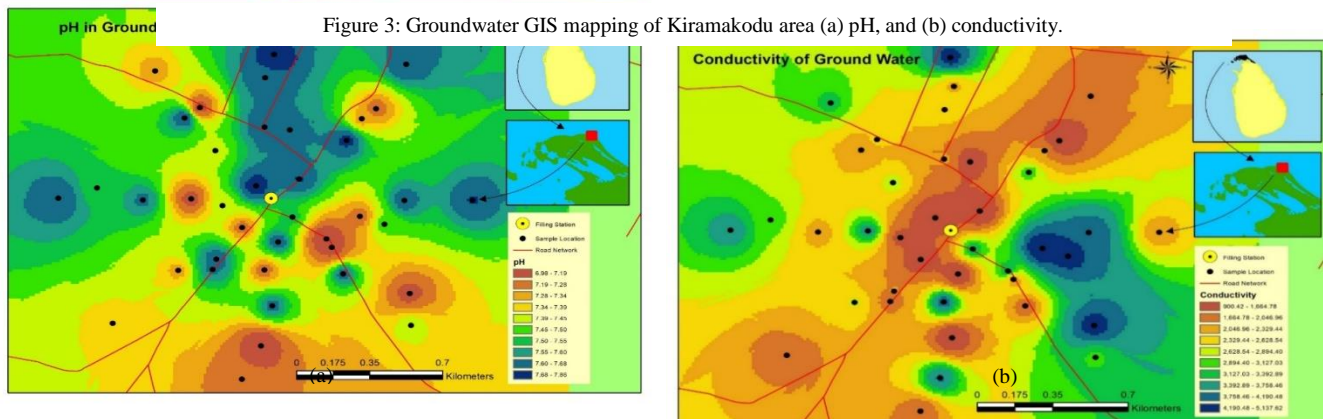 Figure 3: Groundwater GIS mapping of Kiramakodu area (a) pH, and (b) conductivity.
pH in Ground
Filling Station
Sample Location
Road Network
pH
6.98 - 7.19
7.19 - 7.28
7.28 - 7.34
7.34 - 7.39
7.39 - 7.45
7.45 - 7.50
7.50 - 7.55
7.55 - 7.60
7.60 - 7.68
7.68 - 7.86
0 0.175 0.35 0.7
Kilometers
(a)
Conductivity of Ground Water
Filling Station
Sample Location
Road Network
Conductivity
900.42 - 1,664.78
1,664.78 - 2,046.96
2,046.96 - 2,329.44
2,329.44 - 2,628.54
2,628.54 - 2,894.40
2,894.40 - 3,127.03
3,127.03 - 3,392.89
3,392.89 - 3,758.46
3,758.46 - 4,190.48
4,190.48 - 5,137.62
(b)
0 0.175 0.35 0.7
Kilometers